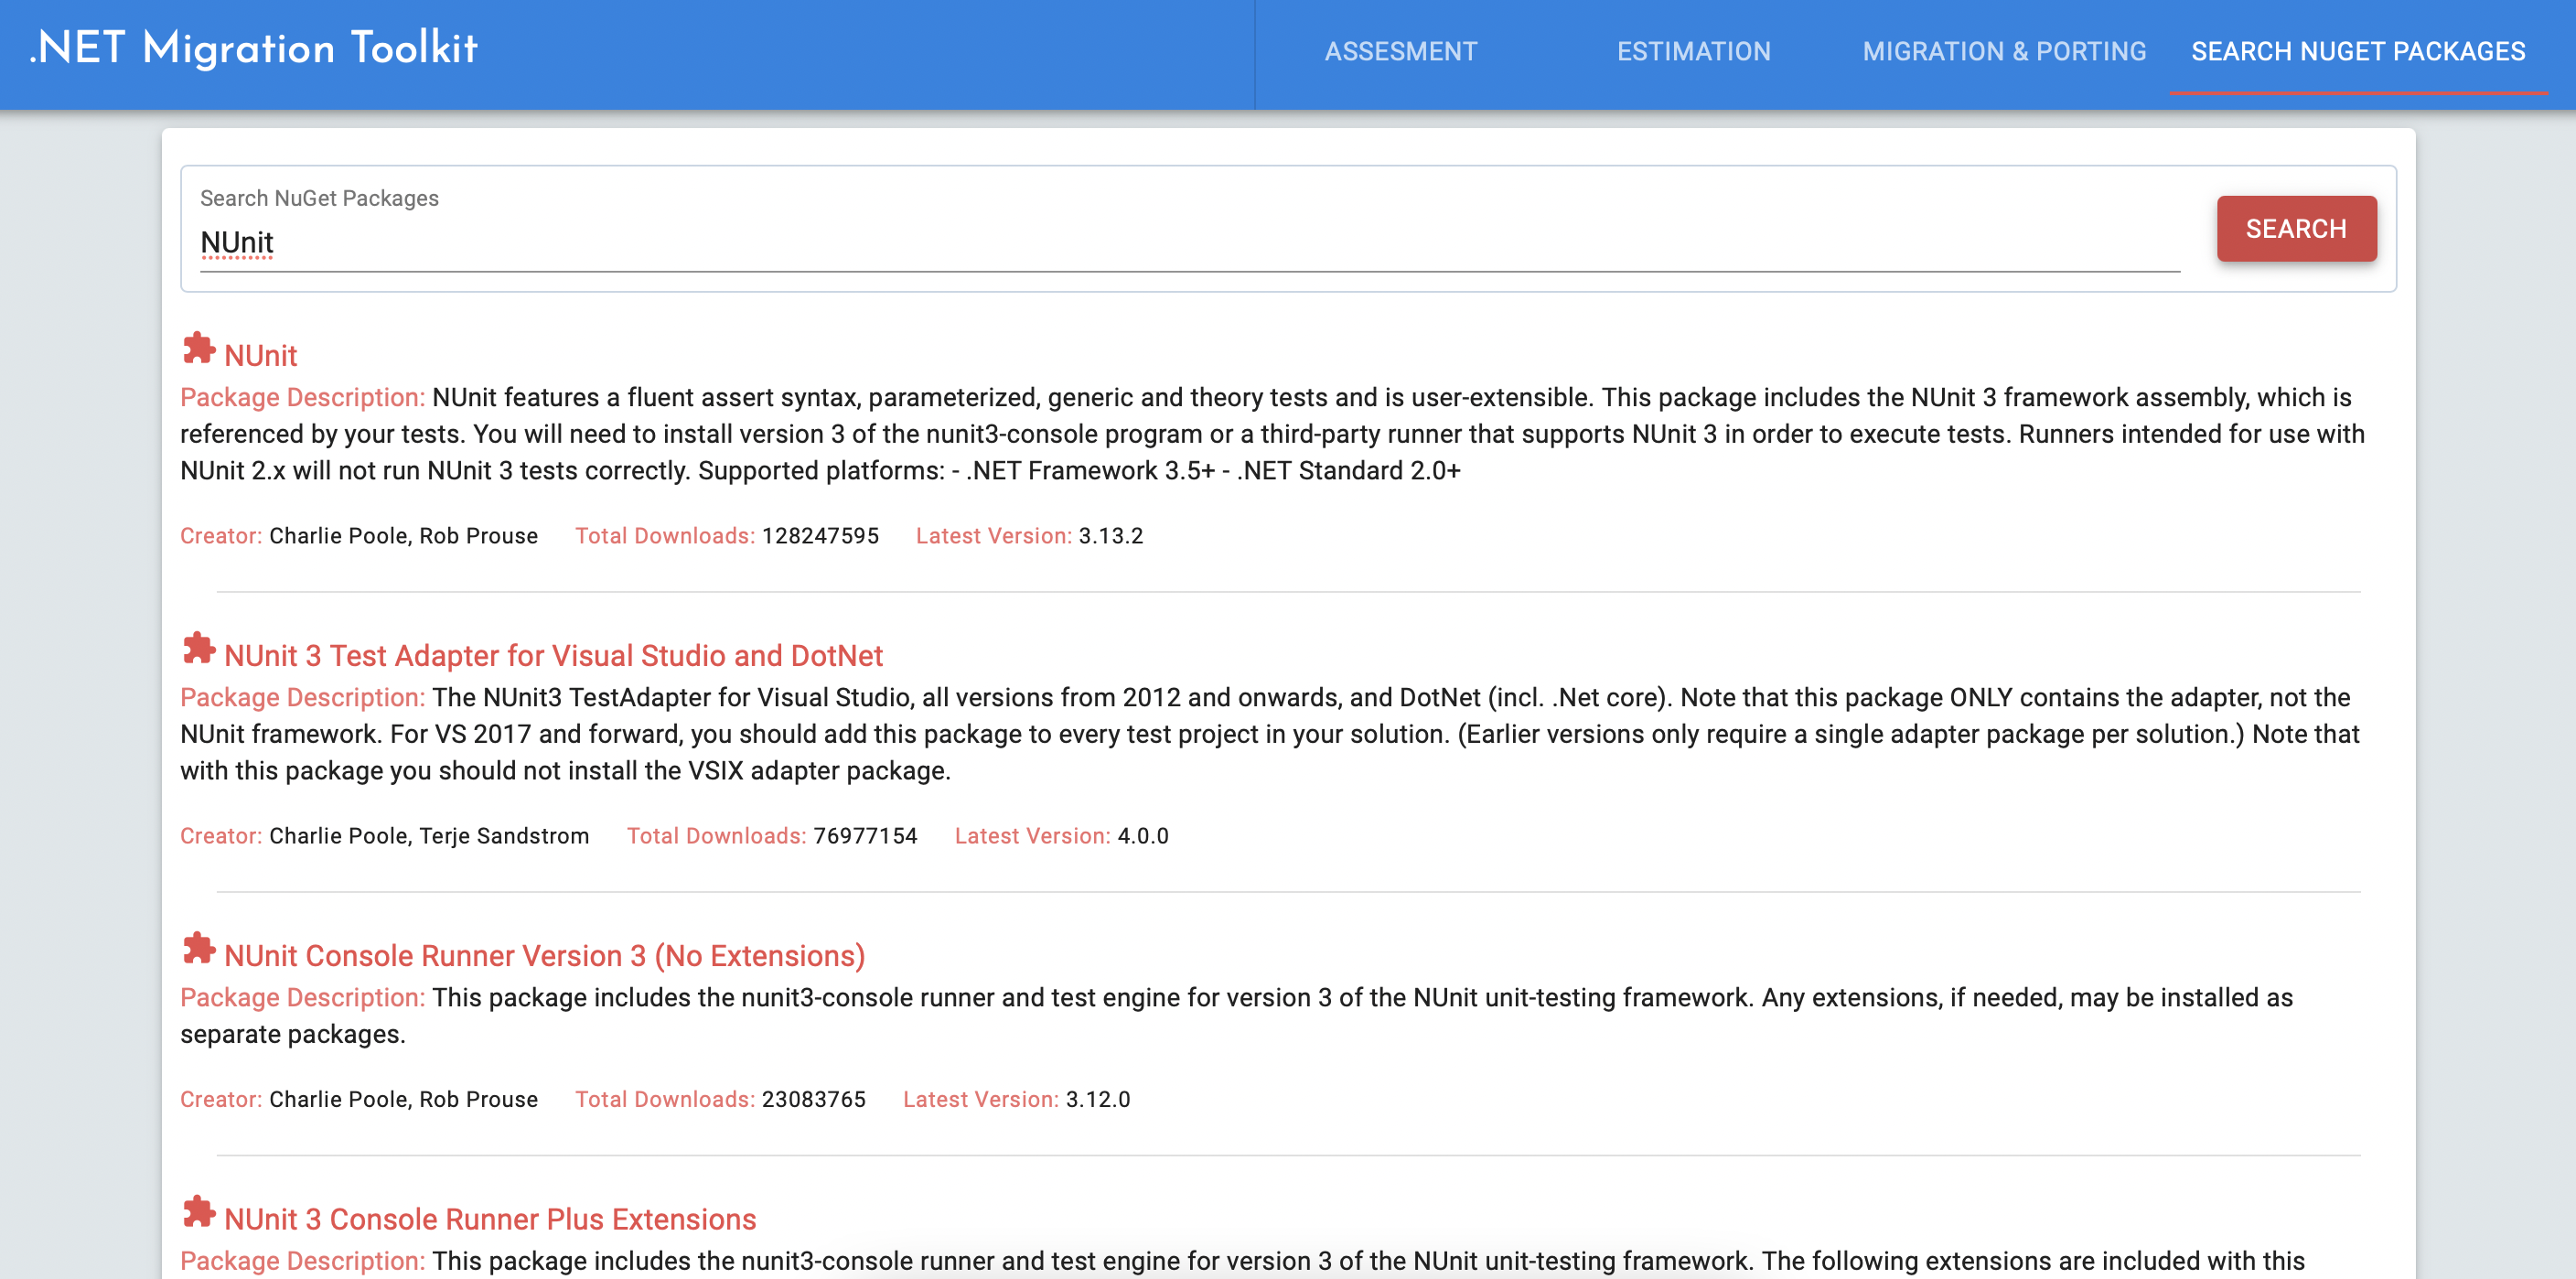 .NET Migration Toolkit
ASSESMENT
ESTIMATION
MIGRATION & PORTING
SEARCH NUGET PACKAGES
Search NuGet Packages
NUnit
SEARCH
NUnit
Package Description: NUnit features a fluent assert syntax, parameterized, generic and theory tests and is user-extensible. This package includes the NUnit 3 framework assembly, which is
referenced by your tests. You will need to install version 3 of the nunit3-console program or a third-party runner that supports NUnit 3 in order to execute tests. Runners intended for use with
NUnit 2.x will not run NUnit 3 tests correctly. Supported platforms: - .NET Framework 3.5+ - .NET Standard 2.0+
Creator: Charlie Poole, Rob Prouse Total Downloads: 128247595 Latest Version: 3.13.2
NUnit 3 Test Adapter for Visual Studio and DotNet
Package Description: The NUnit3 TestAdapter for Visual Studio, all versions from 2012 and onwards, and DotNet (incl. .Net core). Note that this package ONLY contains the adapter, not the
NUnit framework. For VS 2017 and forward, you should add this package to every test project in your solution. (Earlier versions only require a single adapter package per solution.) Note that
with this package you should not install the VSIX adapter package.
Creator: Charlie Poole, Terje Sandstrom Total Downloads: 76977154 Latest Version: 4.0.0
NUnit Console Runner Version 3 (No Extensions)
Package Description: This package includes the nunit3-console runner and test engine for version 3 of the NUnit unit-testing framework. Any extensions, if needed, may be installed as
separate packages.
Creator: Charlie Poole, Rob Prouse Total Downloads: 23083765 Latest Version: 3.12.0
NUnit 3 Console Runner Plus Extensions
Package Description: This package includes the nunit3-console runner and test engine for version 3 of the NUnit unit-testing framework. The following extensions are included with this